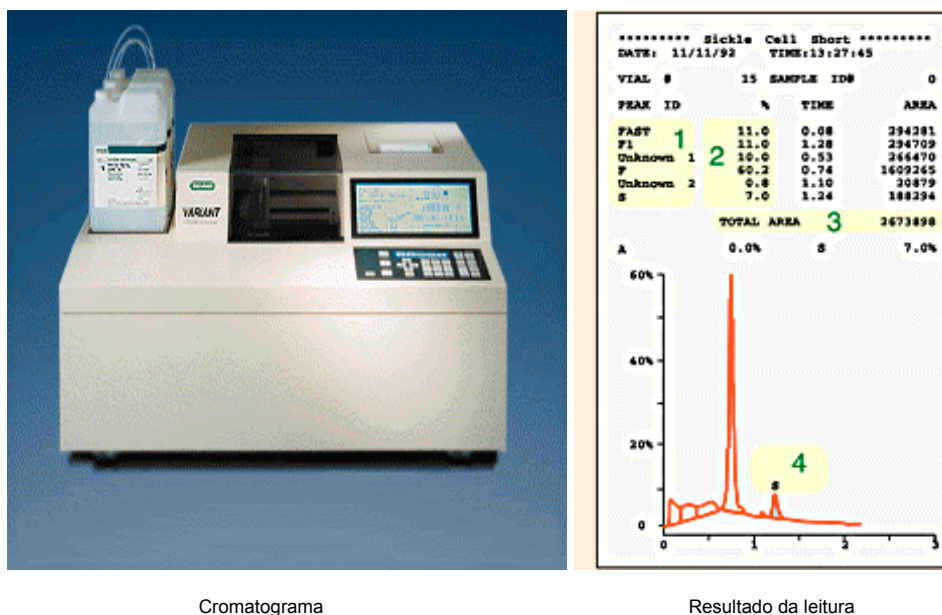 BIO-RAD
VARIANT
********* Sickle Cell Short *********
DATE: 11/11/92 TIME:13:27:45
VIAL # 15 SAMPLE ID# 0
PEAK ID % TIME AREA
FAST 11.0 0.08 294281
F1 11.0 1.28 294709
Unknown 1 10.0 0.53 266470
F 60.2 0.74 1609265
Unknown 2 0.8 1.10 30879
S 7.0 1.24 188294
1
2
TOTAL AREA 3 2673898
A 0.0% S 7.0%
60%
40%
20%
0
4
S
0 1 2 3
Cromatograma Resultado da leitura